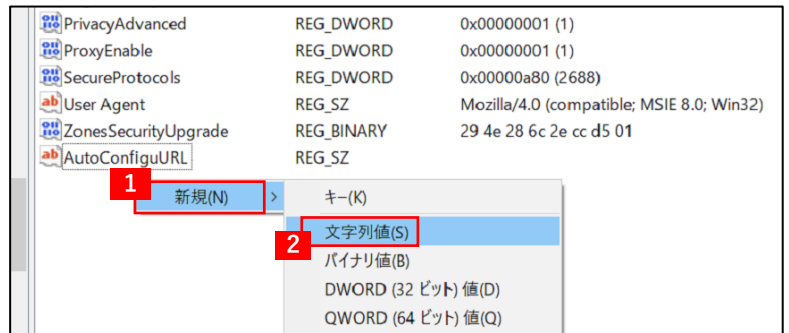 PrivacyAdvanced REG_DWORD 0x00000001 (1)
ProxyEnable REG_DWORD 0x00000001 (1)
SecureProtocols REG_DWORD 0x00000a80 (2688)
User Agent REG_SZ Mozilla/4.0 (compatible; MSIE 8.0; Win32)
ZonesSecurityUpgrade REG_BINARY 29 4e 28 6c 2e cc d5 01
AutoConfiguURL REG_SZ
1 新規(N) > キー(K)
2 文字列値(S)
バイナリ値(B)
DWORD (32 ビット) 値(D)
QWORD (64 ビット) 値(Q)